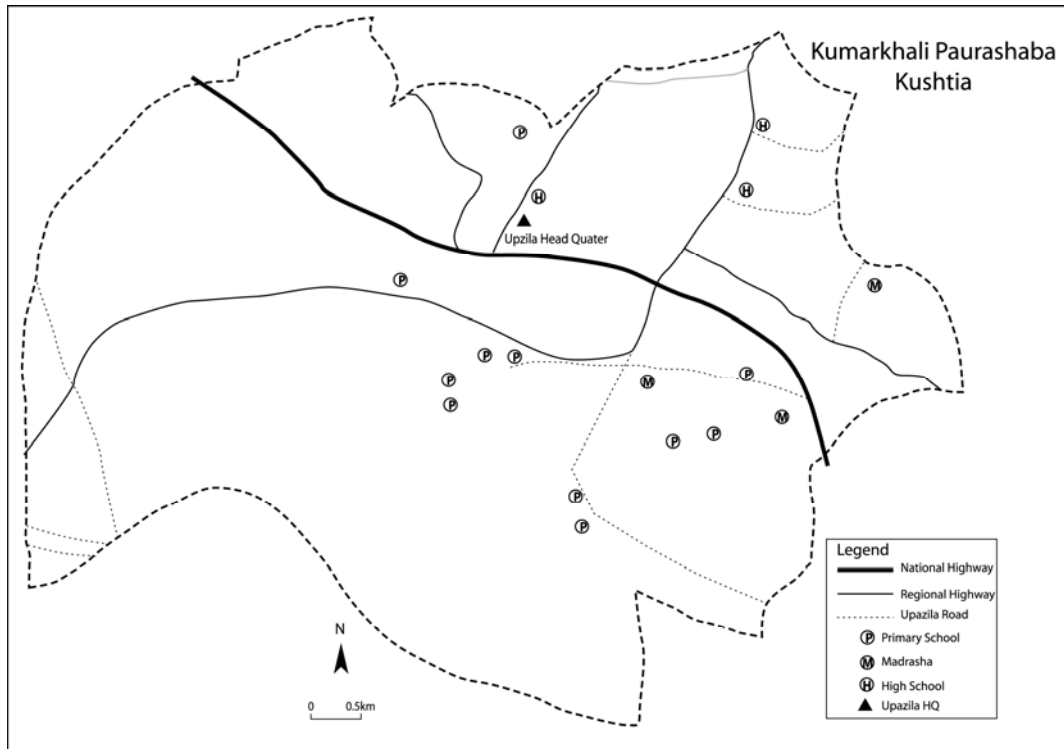 Kumarkhali Paurashaba
Kushtia
P
H
H
P
H
Upzila Head Quater
M
P
P
P
P
P
M
P
M
P
P
P
P
Legend
National Highway
Regional Highway
Upazila Road
P Primary School
M Madrasha
H High School
Upazila HQ
N
0 0.5km